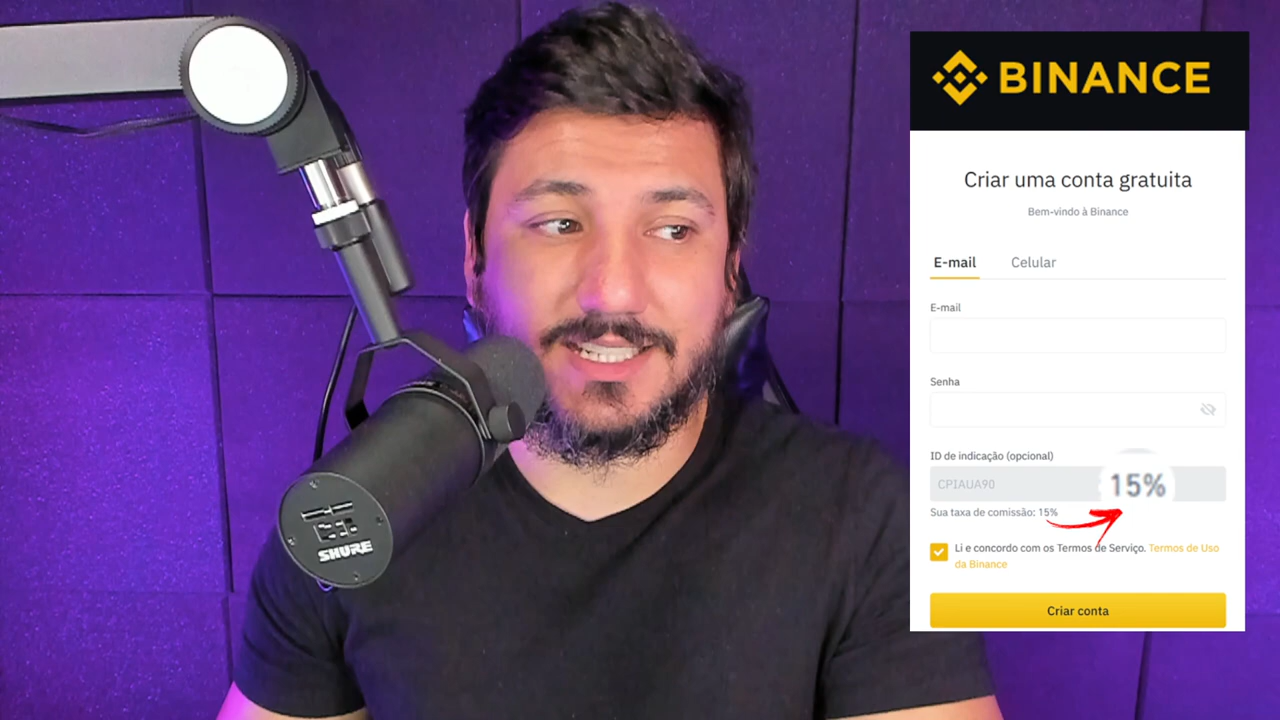 BINANCE
Criar uma conta gratuita
Bem-vindo à Binance
E-mail
Celular
E-mail
Senha
ID de indicação (opcional)
CPIAUA90
15%
Sua taxa de comissão: 15%
Li e concordo com os Termos de Serviço. Termos de Uso
da Binance
Criar conta
SHURE